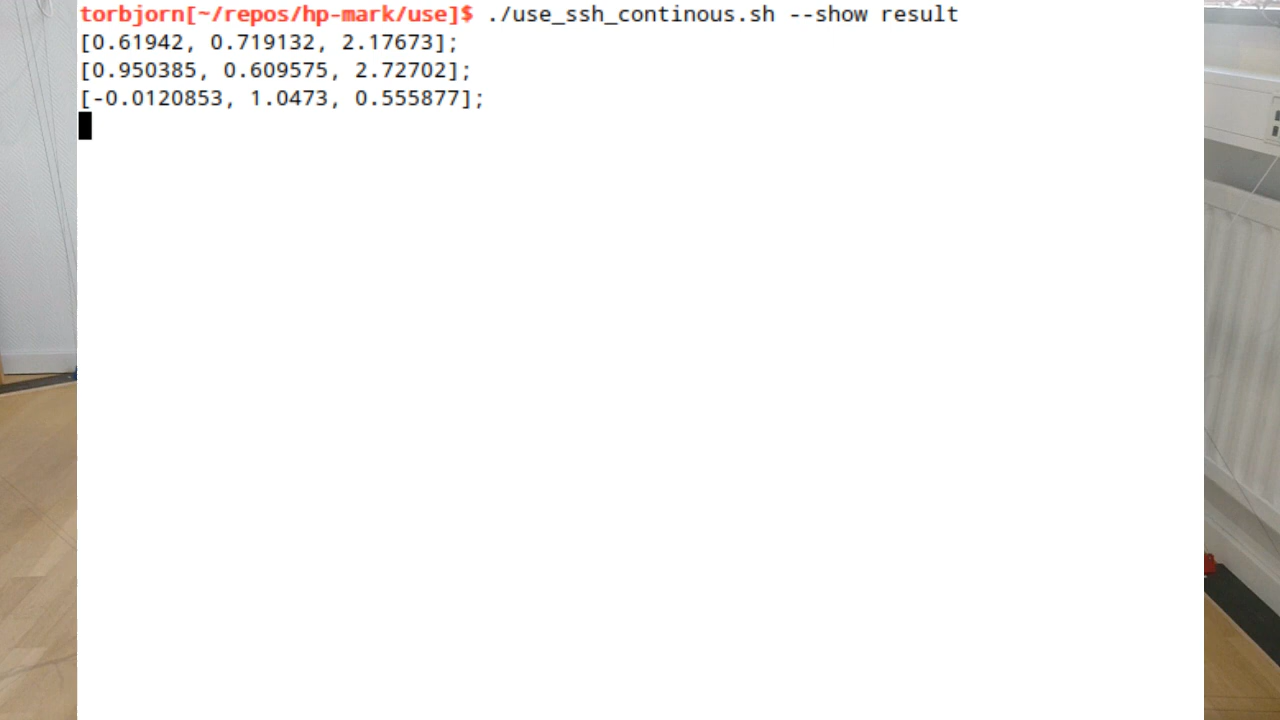 torbjorn[~/repos/hp-mark/use]$ ./use_ssh_continous.sh --show result
[0.61942, 0.719132, 2.17673];
[0.950385, 0.609575, 2.72702];
[-0.0120853, 1.0473, 0.555877];